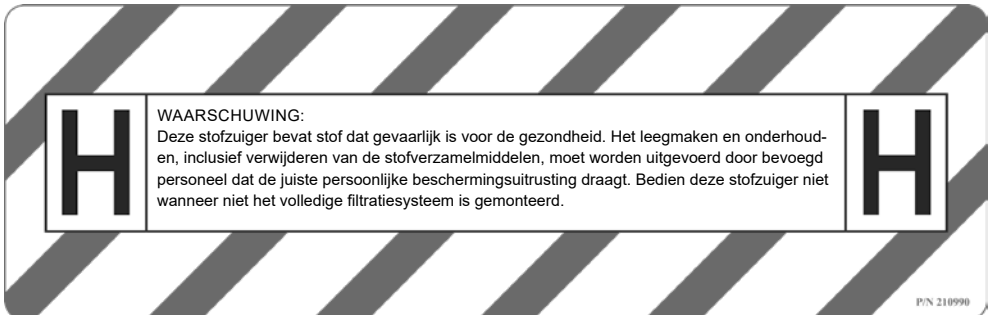 H
WAARSCHUWING:
Deze stofzuiger bevat stof dat gevaarlijk is voor de gezondheid. Het leegmaken en onderhoud-
en, inclusief verwijderen van de stofverzamelmiddelen, moet worden uitgevoerd door bevoegd
personeel dat de juiste persoonlijke beschermingsuitrusting draagt. Bedien deze stofzuiger niet
wanneer niet het volledige filtratiesysteem is gemonteerd.
H
P/N 210990